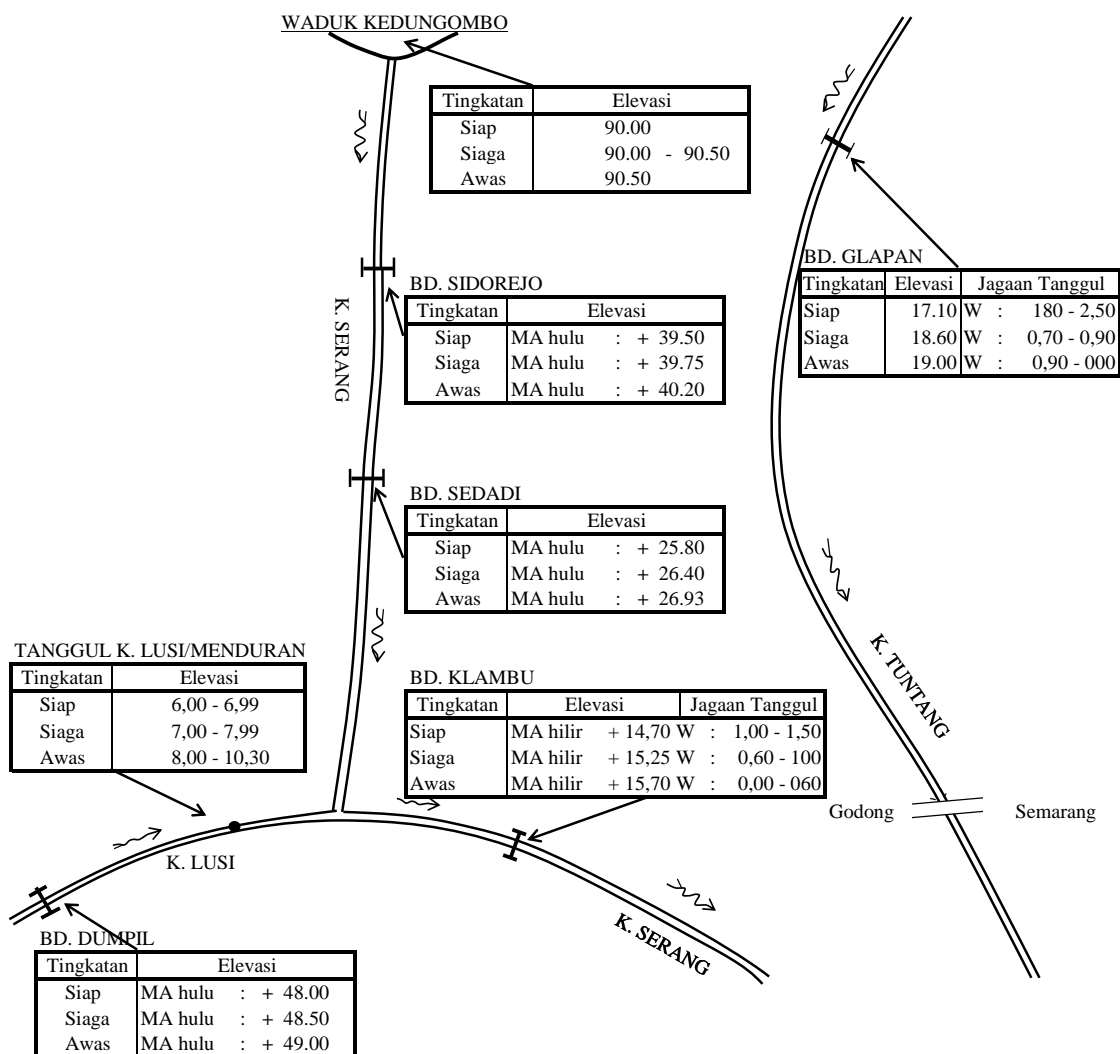 WADUK KEDUNGOMBO
Tingkatan Elevasi
Siap 90.00
Siaga 90.00 - 90.50
Awas 90.50
BD. GLAPAN
Tingkatan Elevasi Jagaan Tanggul
Siap 17.10 W : 180 - 2,50
Siaga 18.60 W : 0,70 - 0,90
Awas 19.00 W : 0,90 - 000
BD. SIDOREJO
Tingkatan Elevasi
Siap MA hulu : + 39.50
Siaga MA hulu : + 39.75
Awas MA hulu : + 40.20
K. SERANG
BD. SEDADI
Tingkatan Elevasi
Siap MA hulu : + 25.80
Siaga MA hulu : + 26.40
Awas MA hulu : + 26.93
TANGGUL K. LUSI/MENDURAN
Tingkatan Elevasi
Siap 6,00 - 6,99
Siaga 7,00 - 7,99
Awas 8,00 - 10,30
BD. KLAMBU
Tingkatan Elevasi Jagaan Tanggul
Siap MA hilir + 14,70 W : 1,00 - 1,50
Siaga MA hilir + 15,25 W : 0,60 - 100
Awas MA hilir + 15,70 W : 0,00 - 060
K. TUNTANG
Godong Semarang
K. LUSI
K. SERANG
BD. DUMPIL
Tingkatan Elevasi
Siap MA hulu : + 48.00
Siaga MA hulu : + 48.50
Awas MA hulu : + 49.00